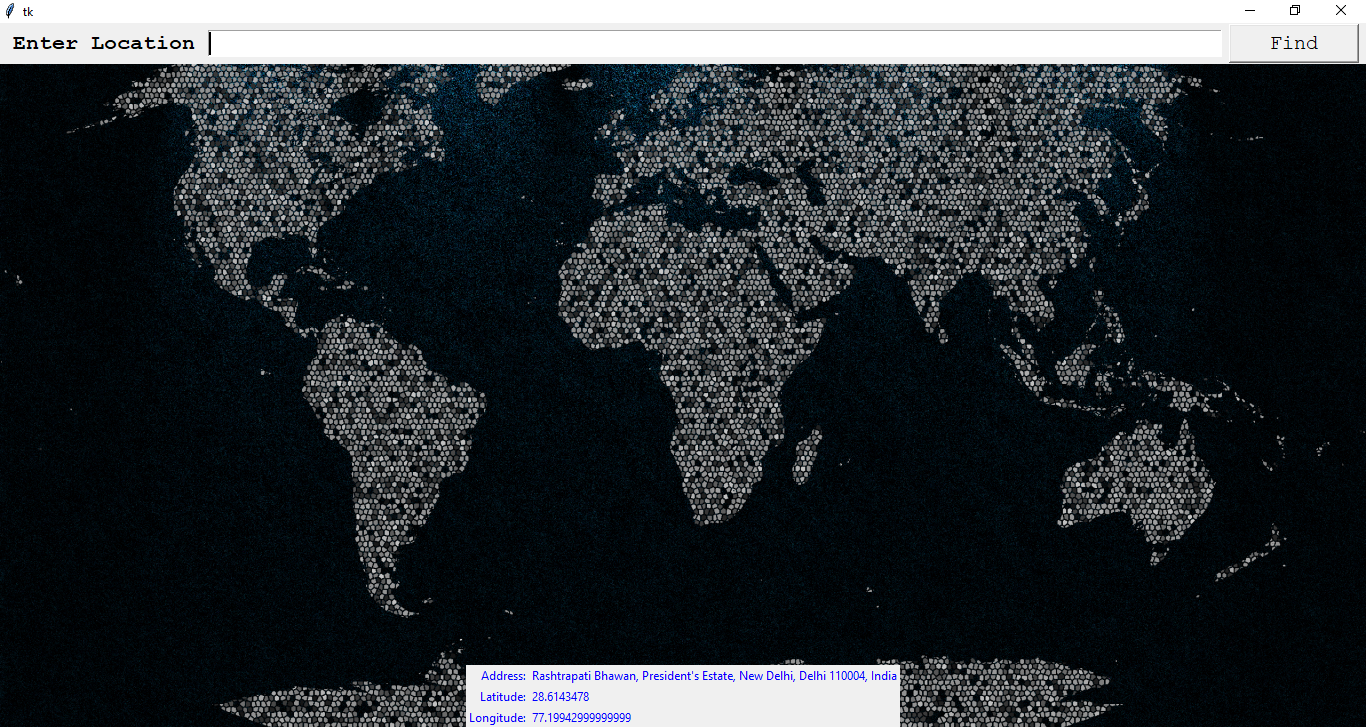 tk
Enter Location Find
Address: Rashtrapati Bhawan, President's Estate, New Delhi, Delhi 110004, India
Latitude: 28.6143478
Longitude: 77.19942999999999